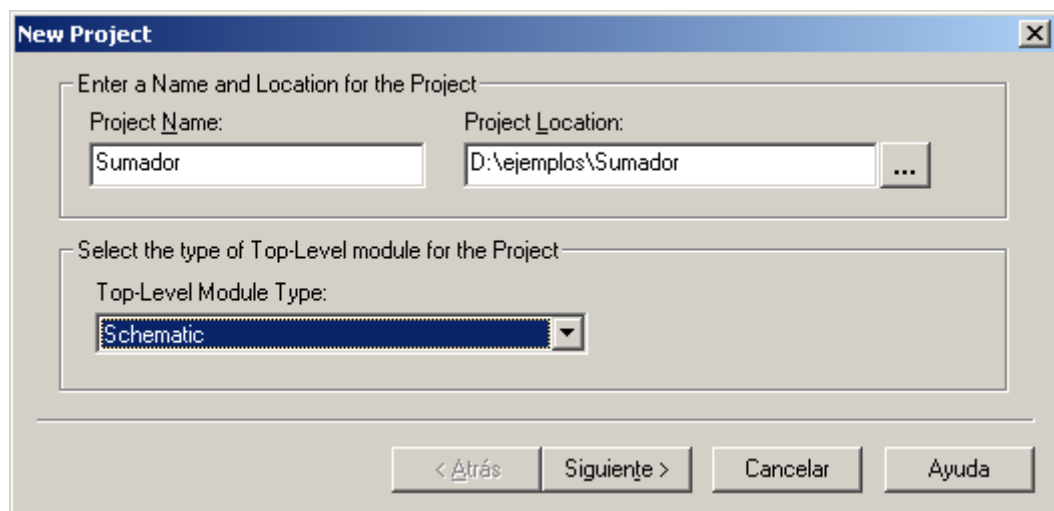 New Project
Enter a Name and Location for the Project
Project Name: Project Location:
Sumador D:\ejemplos\Sumador ...
Select the type of Top-Level module for the Project
Top-Level Module Type:
Schematic
< Atrás Siguiente > Cancelar Ayuda